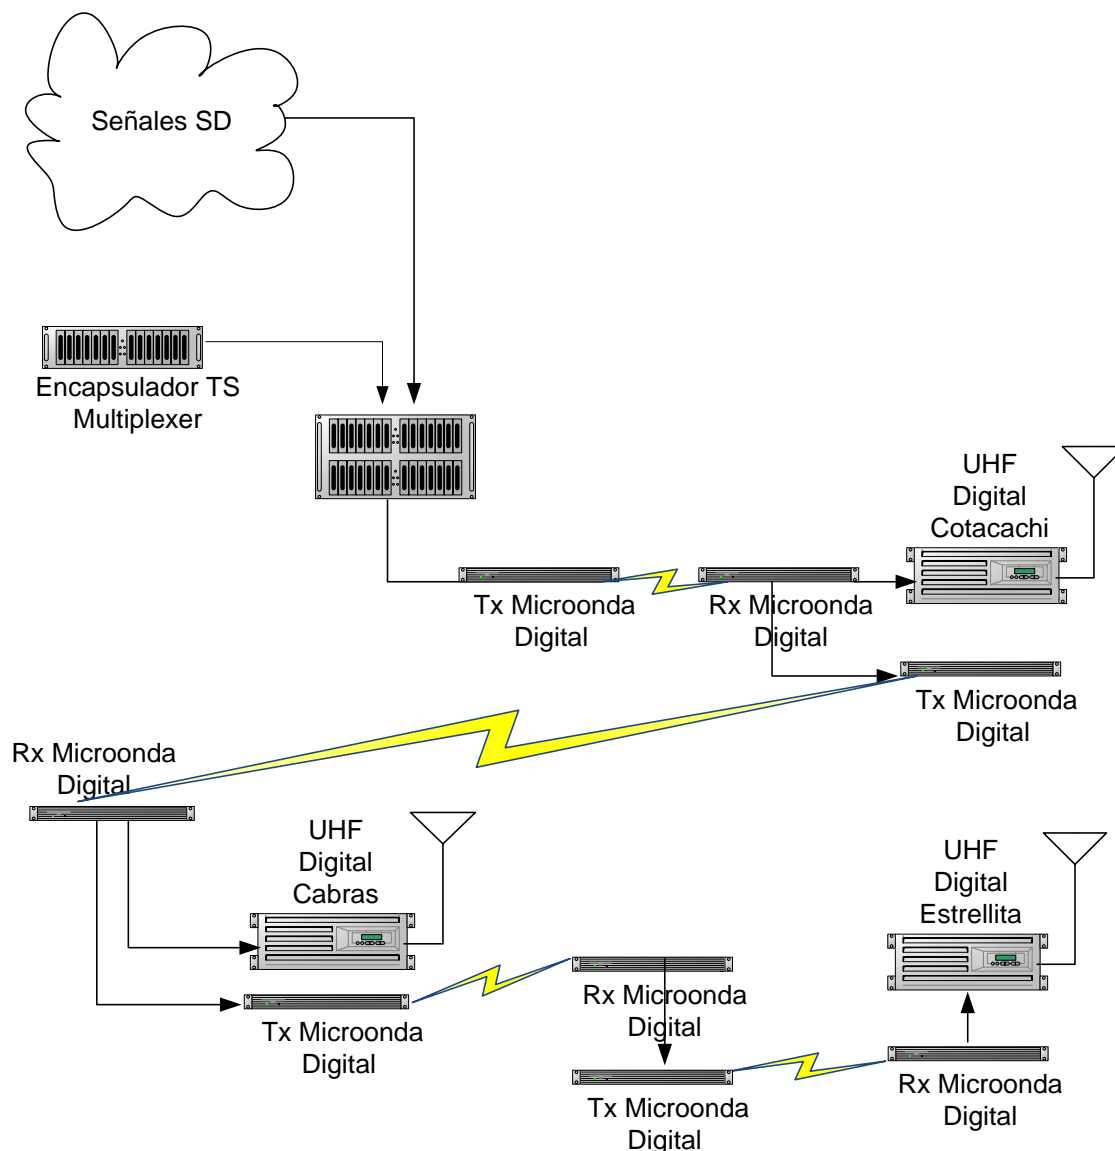 Señales SD
Encapsulador TS
Multiplexer
UHF
Digital
Cotacachi
Tx Microonda
Digital
Rx Microonda
Digital
Tx Microonda
Digital
Rx Microonda
Digital
UHF
Digital
Cabras
UHF
Digital
Estrellita
Tx Microonda
Digital
Rx Microonda
Digital
Tx Microonda
Digital
Rx Microonda
Digital